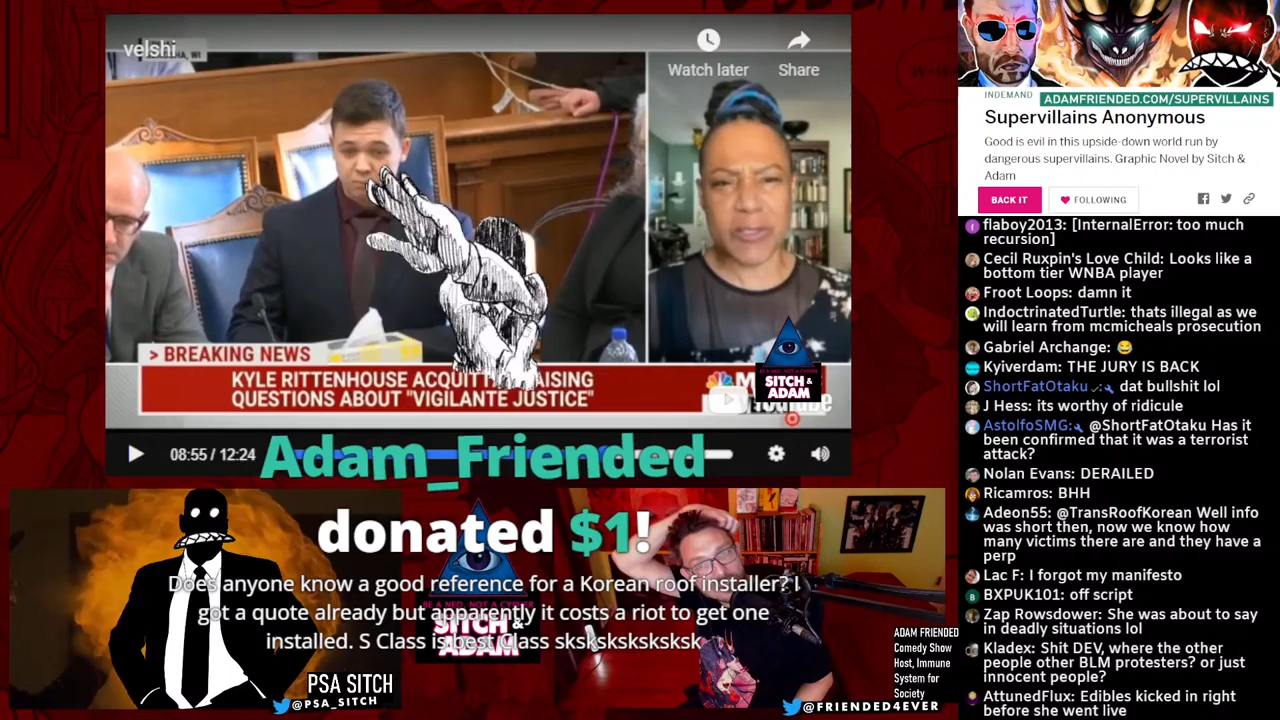 velshi
Watch later
Share
> BREAKING NEWS
KYLE RITTENHOUSE ACQUIT RAISING
QUESTIONS ABOUT "VIGILANTE JUSTICE"
SITCH &
ADAM
08:55 / 12:24
Adam_Friended
donated $1!
Does anyone know a good reference for a Korean roof installer? I
got a quote already but apparently it costs a riot to get one
installed. S Class is best Class sksksksksksksk
SITCH &
ADAM
PSA SITCH
@PSA_SITCH
ADAM FRIENDED
Comedy Show
Host, Immune
System for
Society
@FRIENDED4EVER
INDEMAND
ADAMFRIENDED.COM/SUPERVILLAINS
Supervillains Anonymous
Good is evil in this upside-down world run by
dangerous supervillains. Graphic Novel by Sitch &
Adam
BACK IT
FOLLOWING
flaboy2013: [InternalError: too much
recursion]
Cecil Ruxpin's Love Child: Looks like a
bottom tier WNBA player
Froot Loops: damn it
IndoctrinatedTurtle: thats illegal as we
will learn from mcmicheals prosecution
Gabriel Archange: 😂
Kyiverdam: THE JURY IS BACK
ShortFatOtaku: dat bullshit lol
J Hess: its worthy of ridicule
AstolfoSMG: @ShortFatOtaku Has it
been confirmed that it was a terrorist
attack?
Nolan Evans: DERAILED
Ricamros: BHH
Adeon55: @TransRoofKorean Well info
was short then, now we know how
many victims there are and they have a
perp
Lac F: I forgot my manifesto
BXPUK101: off script
Zap Rowsdower: She was about to say
in deadly situations lol
Kladex: Shit DEV, where the other
people other BLM protesters? or just
innocent people?
AttunedFlux: Edibles kicked in right
before she went live